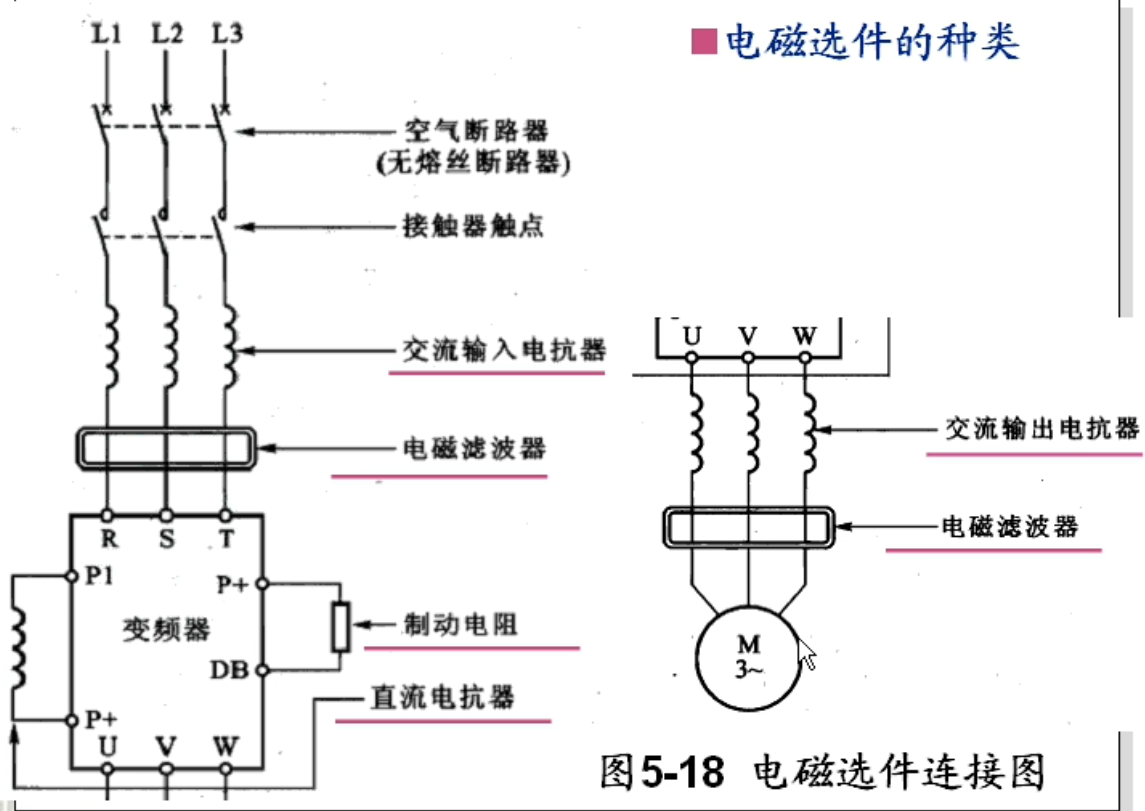 电磁选件的种类
L1 L2 L3
空气断路器
(无熔丝断路器)
接触器触点
交流输入电抗器
电磁滤波器
R S T
P1
P+
变频器
制动电阻
DB
直流电抗器
P+
U V W
U V W
交流输出电抗器
电磁滤波器
M
3~
图5-18 电磁选件连接图